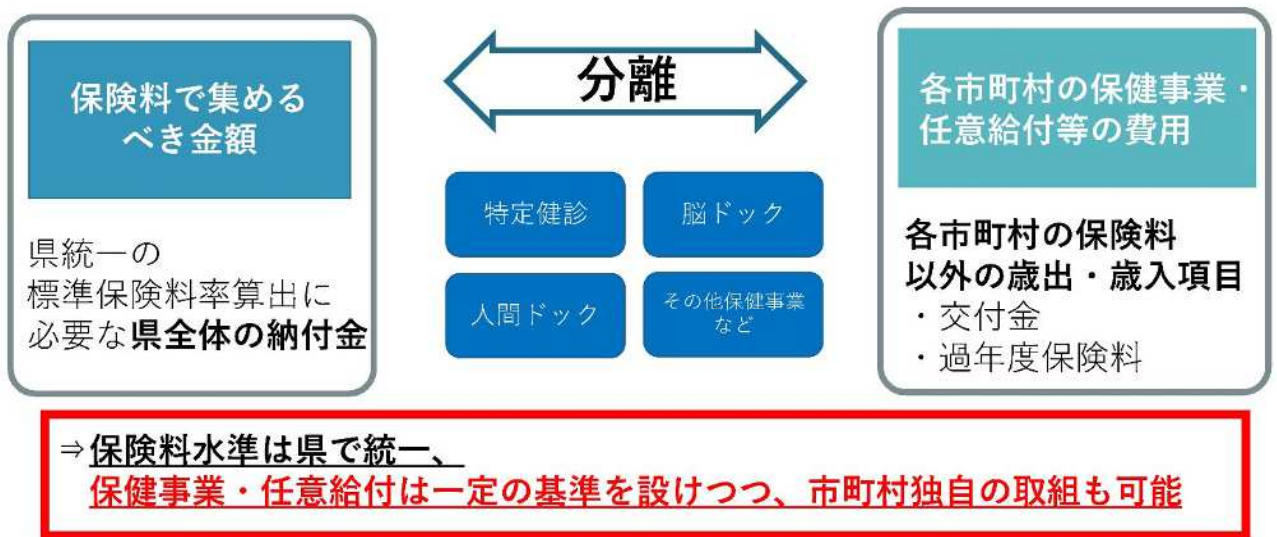 保険料で集める
べき金額
県統一の
標準保険料率算出に
必要な県全体の納付金
分離
特定健診
脳ドック
人間ドック
その他保健事業
など
各市町村の保健事業・
任意給付等の費用
各市町村の保険料
以外の歳出・歳入項目
・交付金
・過年度保険料
⇒保険料水準は県で統一、
保健事業・任意給付は一定の基準を設けつつ、市町村独自の取組も可能